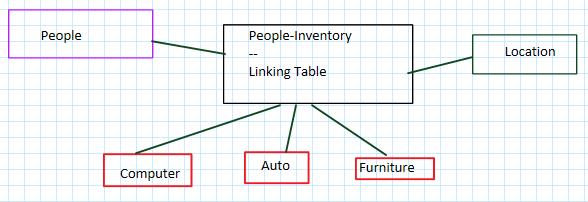 People
People-Inventory
--
Linking Table
Location
Computer
Auto
Furniture